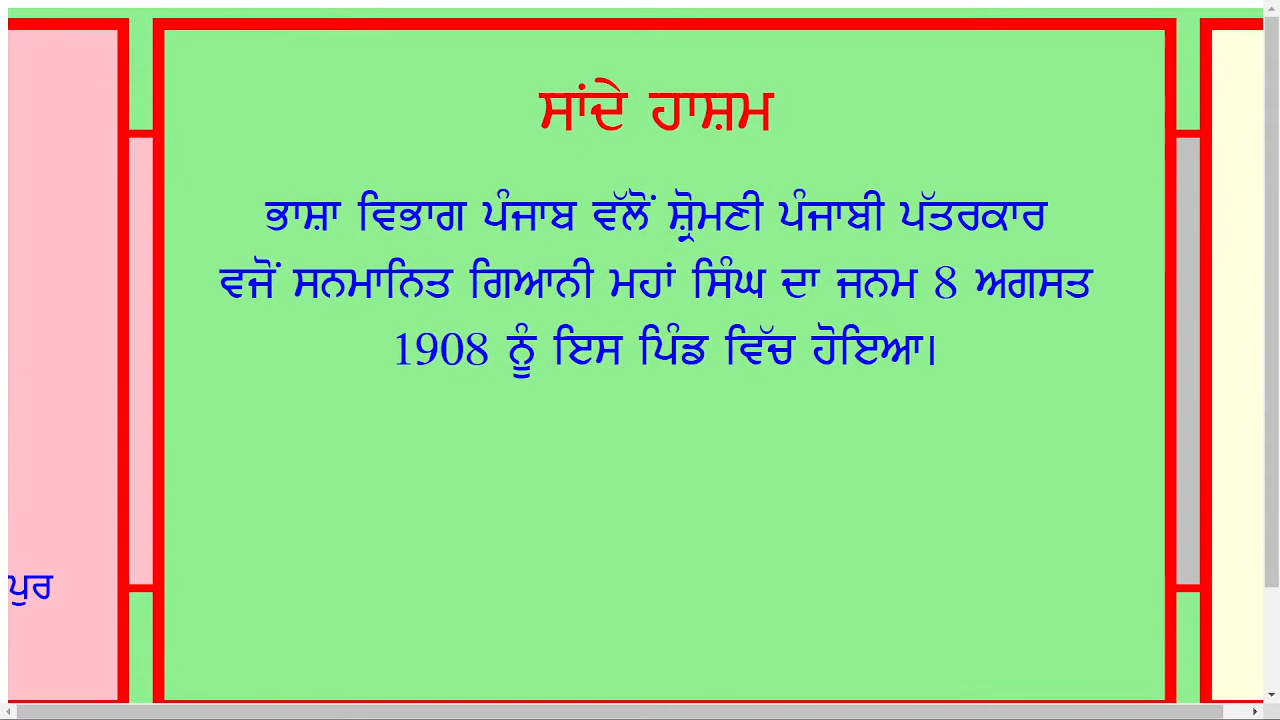 ਸਾਂਦੇ ਹਾਸ਼ਮ
ਭਾਸ਼ਾ ਵਿਭਾਗ ਪੰਜਾਬ ਵੱਲੋਂ ਸ਼੍ਰੋਮਣੀ ਪੰਜਾਬੀ ਪੱਤਰਕਾਰ
ਵਜੋਂ ਸਨਮਾਨਿਤ ਗਿਆਨੀ ਮਹਾਂ ਸਿੰਘ ਦਾ ਜਨਮ 8 ਅਗਸਤ
1908 ਨੂੰ ਇਸ ਪਿੰਡ ਵਿੱਚ ਹੋਇਆ।
ਪੁਰ